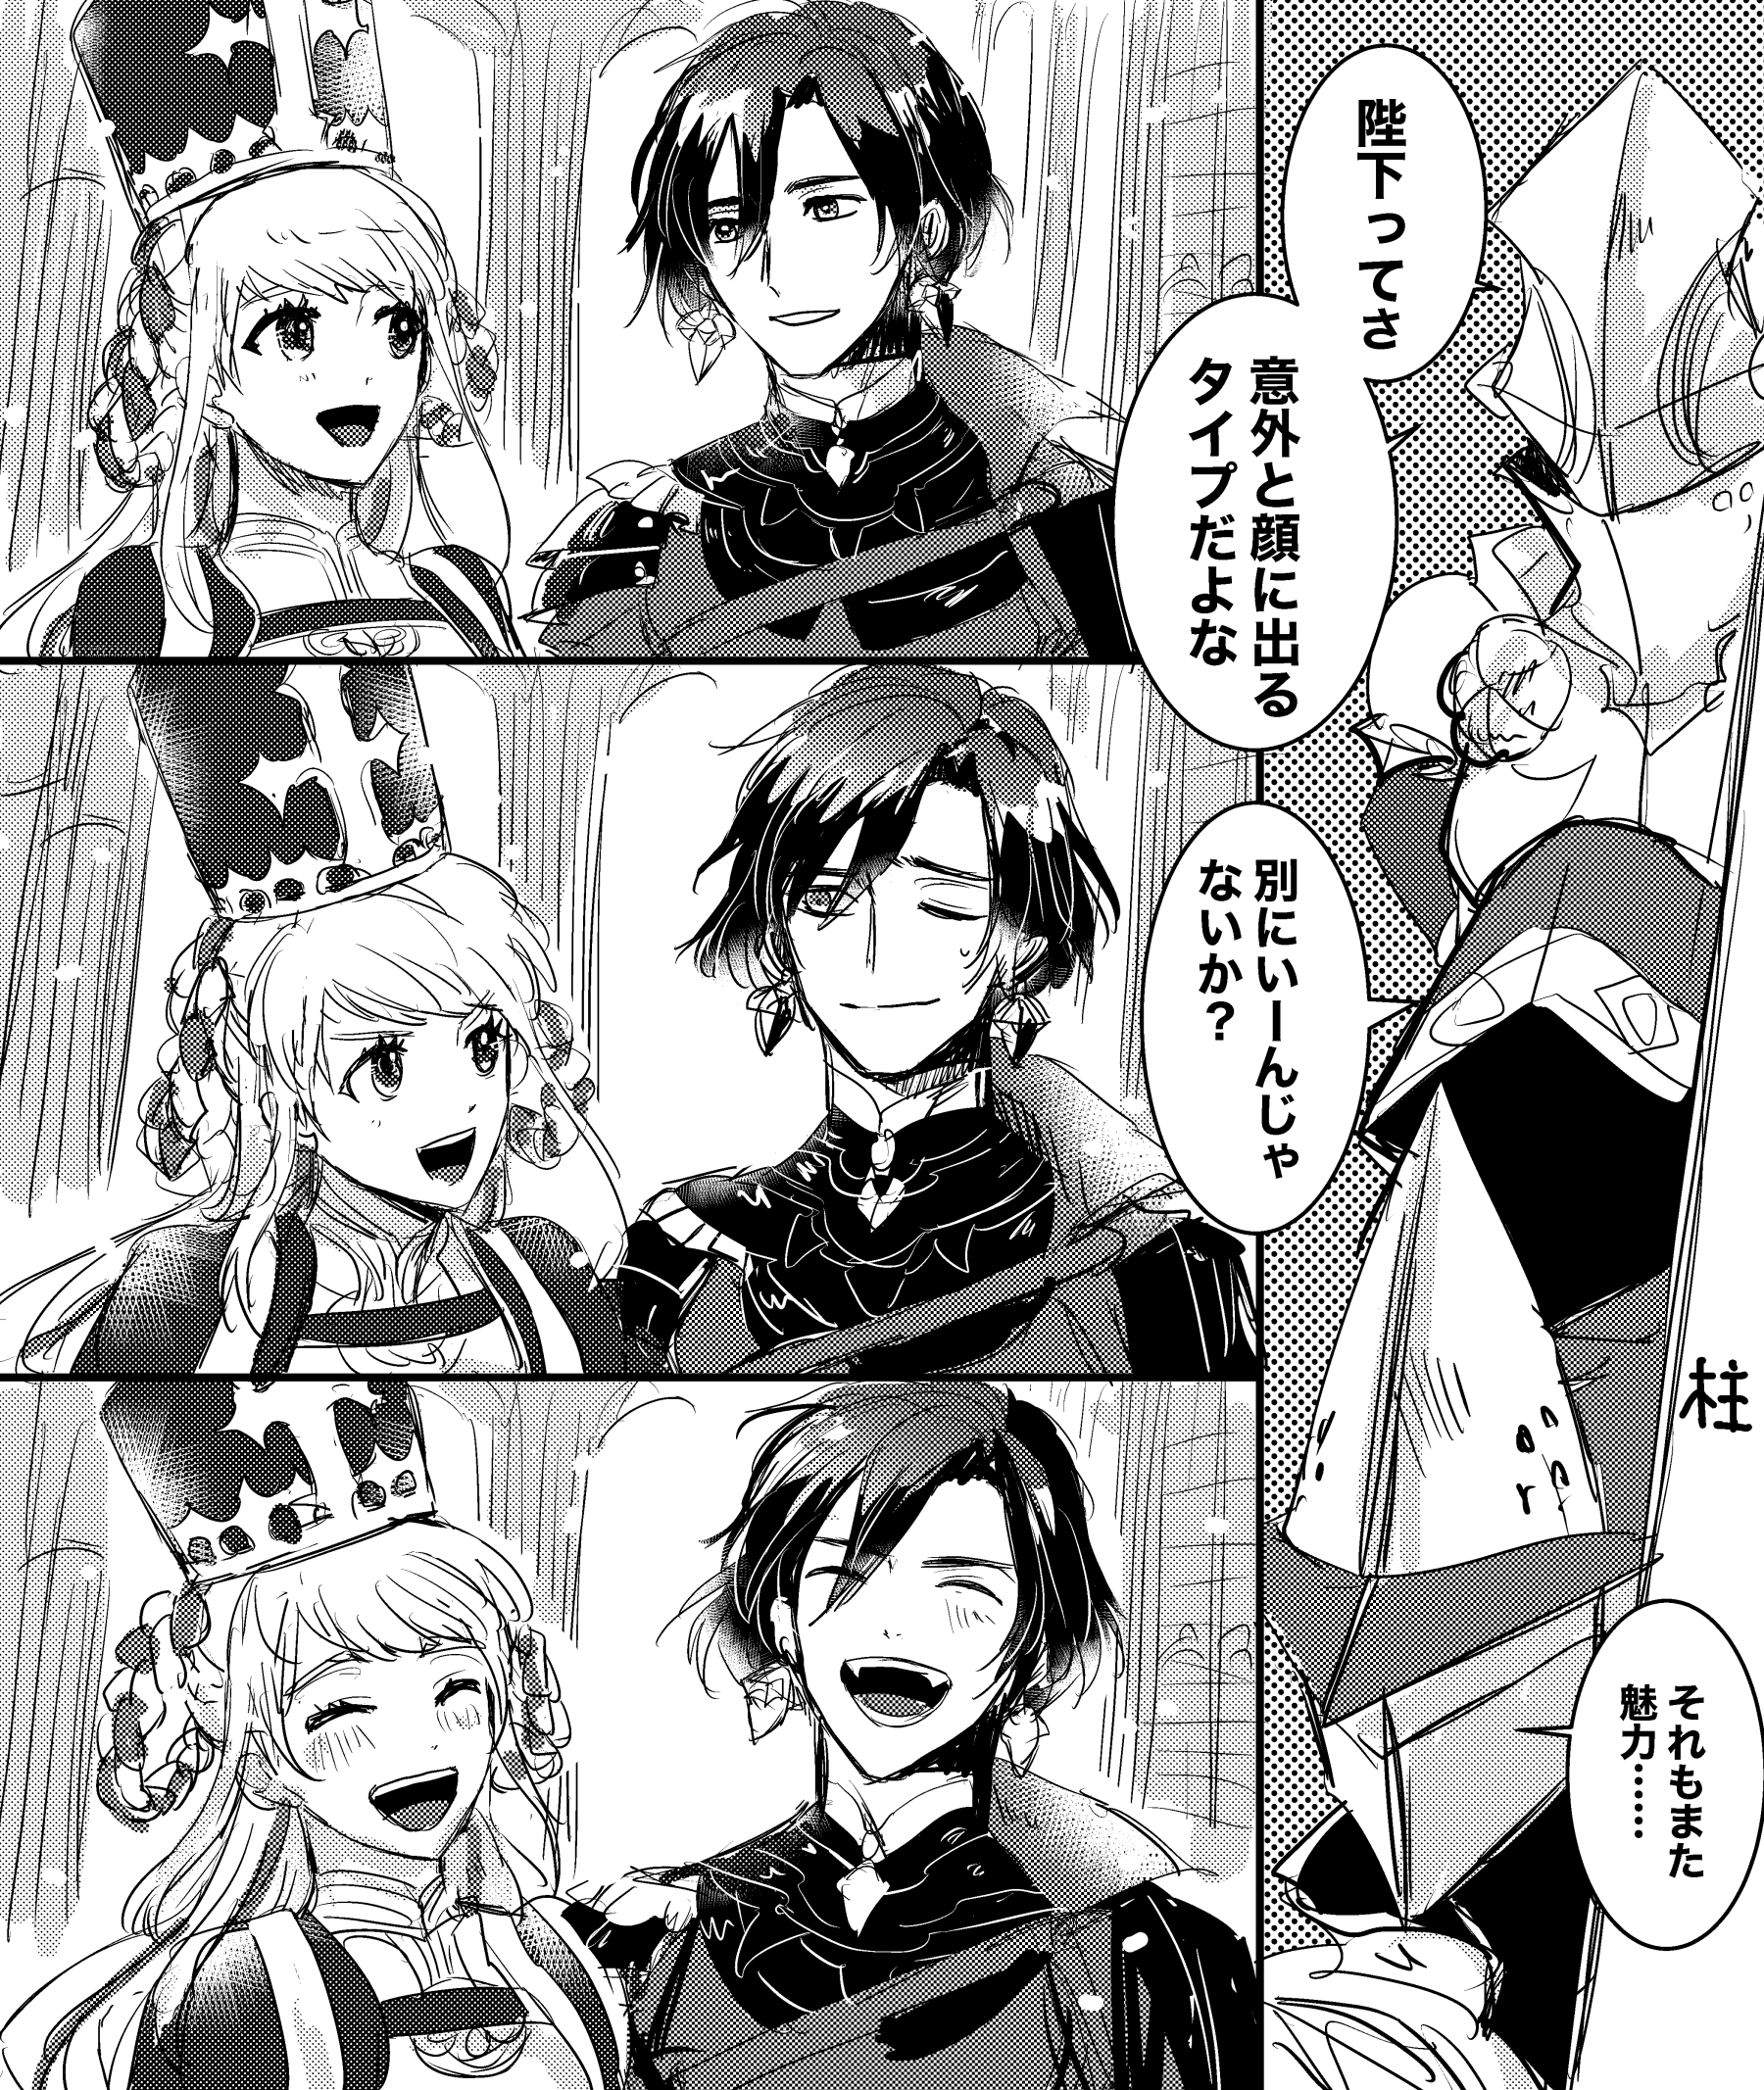 陛下ってさ
意外と顔に出る
タイプだよな
別にいーんじゃ
ないか？
柱
それもまた
魅力……